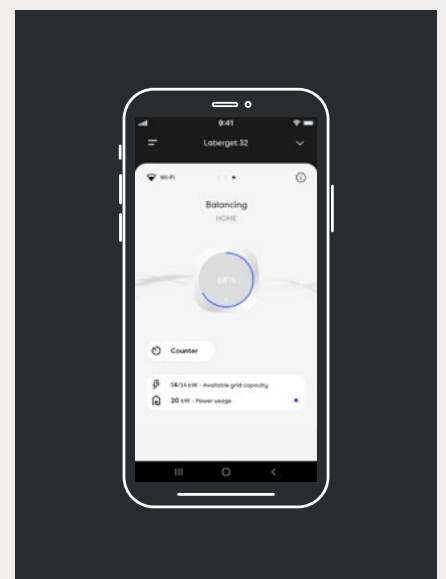 9:41
Laberget 32
Wi-Fi
Balancing
HOME
68%
Counter
14/34 kW - Available grid capacity
20 kW - Power usage